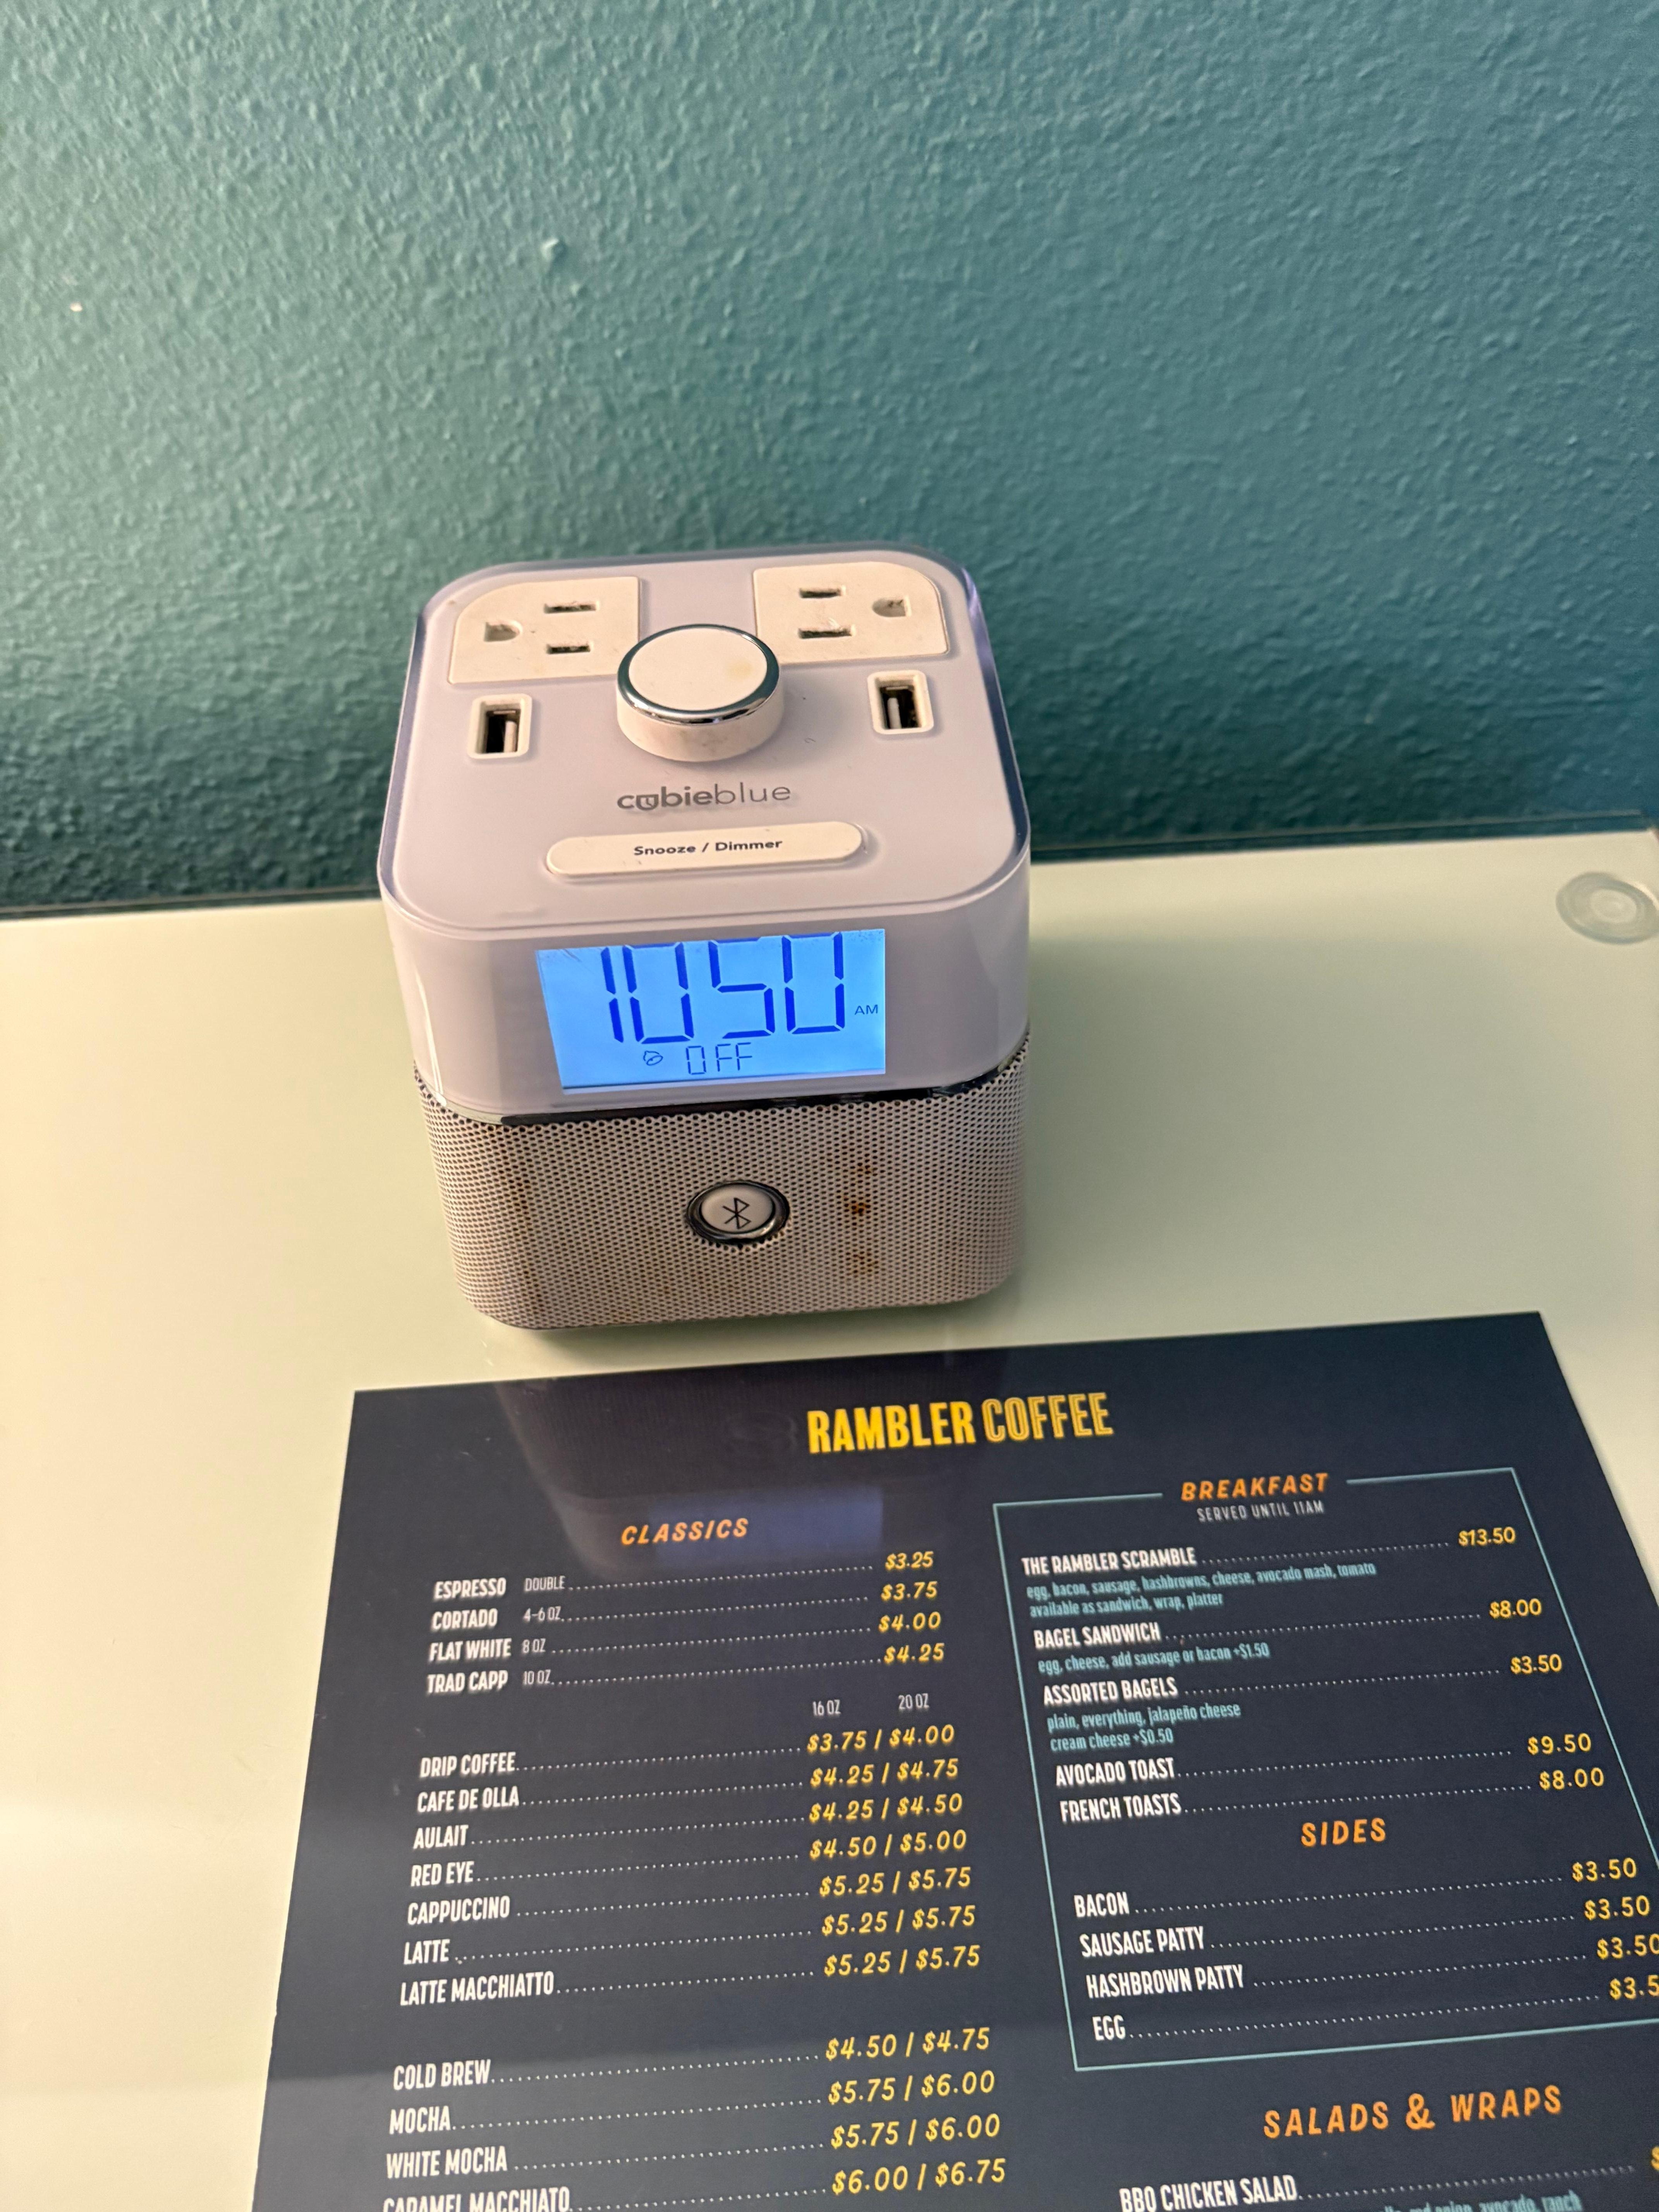 cubieblue
Snooze / Dimmer
10 50 AM
OFF
RAMBLER COFFEE
CLASSICS
ESPRESSO DOUBLE $3.25
CORTADO 4-6 OZ $3.75
FLAT WHITE 8 OZ $4.00
TRAD CAPP 10 OZ $4.25
16 OZ 20 OZ
DRIP COFFEE $3.75 / $4.00
CAFE DE OLLA $4.25 / $4.75
AULAIT $4.25 / $4.50
RED EYE $4.50 / $5.00
CAPPUCCINO $5.25 / $5.75
LATTE $5.25 / $5.75
LATTE MACCHIATTO $5.25 / $5.75
COLD BREW $4.50 / $4.75
MOCHA $5.75 / $6.00
WHITE MOCHA $5.75 / $6.00
CARAMEL MACCHIATO $6.00 / $6.75
BREAKFAST
SERVED UNTIL 11AM
THE RAMBLER SCRAMBLE $13.50
egg, bacon, sausage, hashbrowns, cheese, avocado mash, tomato
available as sandwich, wrap, platter
BAGEL SANDWICH $8.00
egg, cheese, add sausage or bacon +$1.50
ASSORTED BAGELS $3.50
plain, everything, jalapeño cheese
cream cheese +$0.50
AVOCADO TOAST $9.50
FRENCH TOASTS $8.00
SIDES
BACON $3.50
SAUSAGE PATTY $3.50
HASHBROWN PATTY $3.50
EGG $3.5
SALADS & WRAPS
BBQ CHICKEN SALAD
onion, avocado, ranch